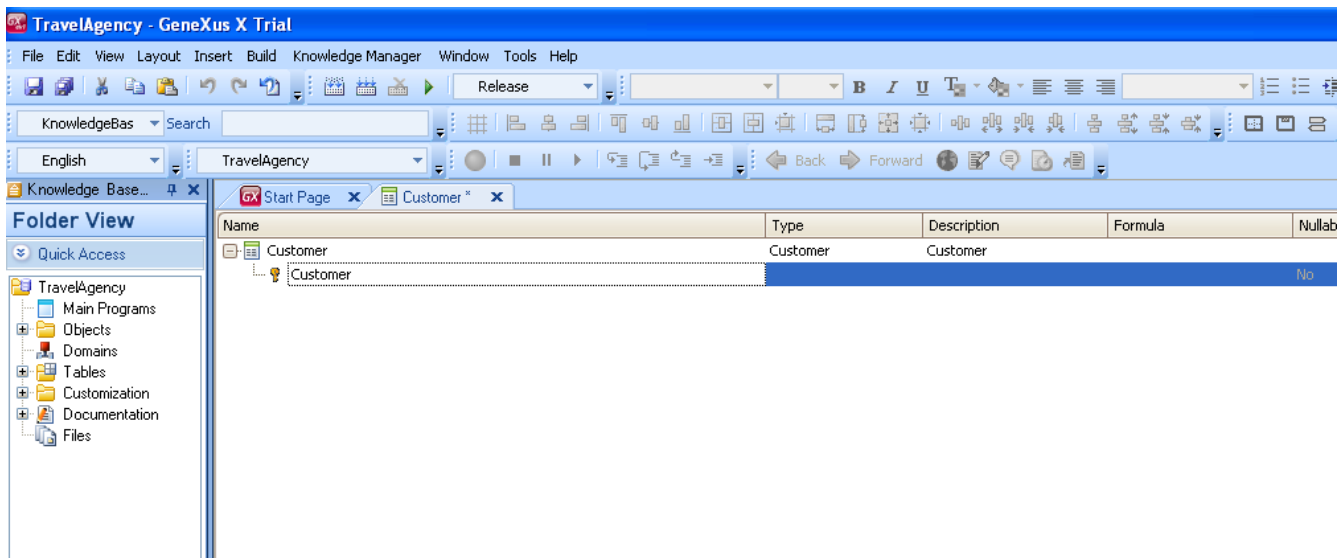 TravelAgency - GeneXus X Trial
File Edit View Layout Insert Build Knowledge Manager Window Tools Help
Release B I U
KnowledgeBas Search
English TravelAgency Back Forward
Knowledge Base... GX Start Page Customer *
Folder View Name Type Description Formula Nullab
Quick Access Customer Customer Customer
Customer No
TravelAgency
Main Programs
Objects
Domains
Tables
Customization
Documentation
Files